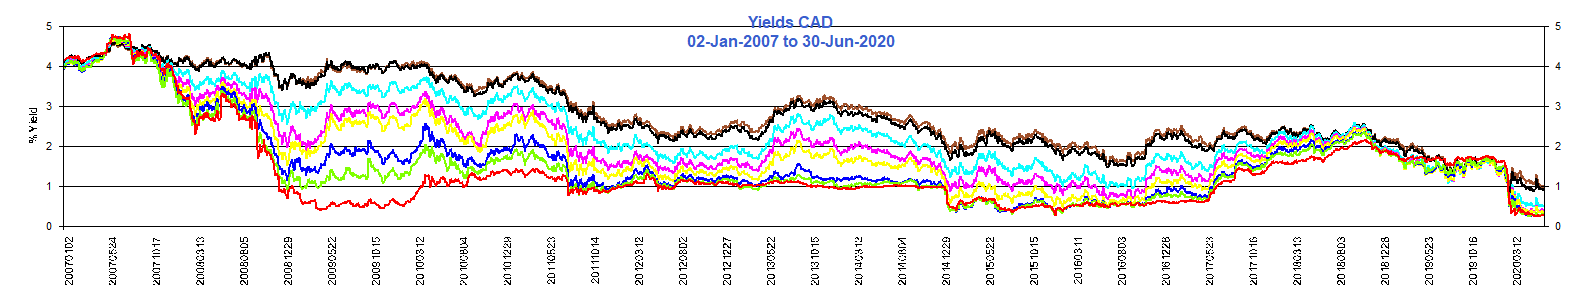 Yields CAD
02-Jan-2007 to 30-Jun-2020
% Yield
5 5
4 4
3 3
2 2
1 1
0 0
20070102 20070524 20071017 20080313 20080805 20081229 20090522 20091015 20100312 20100804 20101229 20110523 20111014 20120312 20120802 20121227 20130522 20131015 20140312 20140804 20141229 20150522 20151015 20160311 20160803 20161228 20170523 20171016 20180313 20180803 20181228 20190523 20191016 20200312